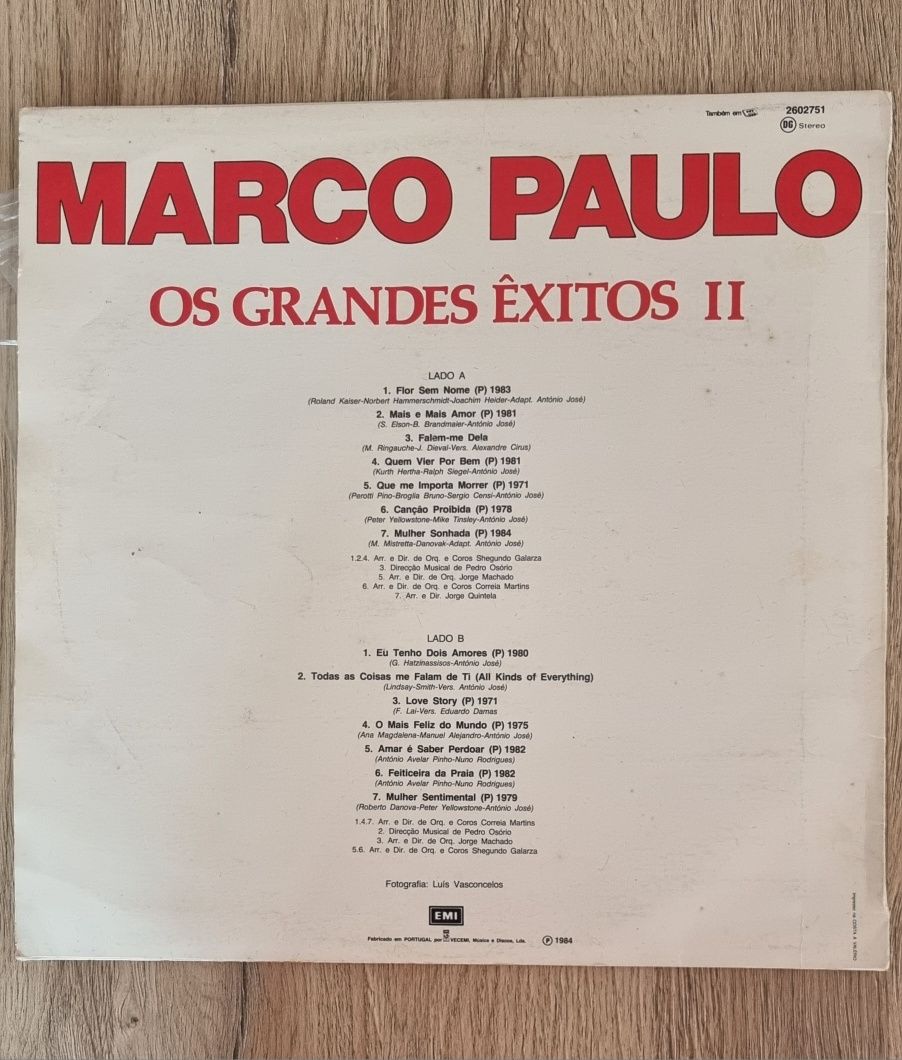 Também em
2602751
DG Stereo
MARCO PAULO
OS GRANDES ÊXITOS II
LADO A
1. Flor Sem Nome (P) 1983
(Roland Kaiser-Norbert Hammerschmidt-Joachim Heider-Adapt. António José)
2. Mais e Mais Amor (P) 1981
(S. Elson-B. Brandmaier-António José)
3. Falem-me Dela
(M. Ringauche-J. Dieval-Vers. Alexandre Cirus)
4. Quem Vier Por Bem (P) 1981
(Kurth Hertha-Ralph Siegel-António José)
5. Que me Importa Morrer (P) 1971
(Perotti Pino-Broglia Bruno-Sergio Censi-António José)
6. Canção Proibida (P) 1978
(Peter Yellowstone-Mike Tinsley-António José)
7. Mulher Sonhada (P) 1984
(M. Mistretta-Danovak-Adapt. António José)
1.2.4. Arr. e Dir. de Orq. e Coros Shegundo Galarza
3. Direcção Musical de Pedro Osório
5. Arr. e Dir. de Orq. Jorge Machado
6. Arr. e Dir. de Orq. e Coros Correia Martins
7. Arr. e Dir. Jorge Quintela
LADO B
1. Eu Tenho Dois Amores (P) 1980
(G. Hatzinassisos-António José)
2. Todas as Coisas me Falam de Ti (All Kinds of Everything)
(Lindsay-Smith-Vers. António José)
3. Love Story (P) 1971
(F. Lai-Vers. Eduardo Damas
4. O Mais Feliz do Mundo (P) 1975
(Ana Magdalena-Manuel Alejandro-António José)
5. Amar é Saber Perdoar (P) 1982
(António Avelar Pinho-Nuno Rodrigues)
6. Feiticeira da Praia (P) 1982
(António Avelar Pinho-Nuno Rodrigues)
7. Mulher Sentimental (P) 1979
(Roberto Danova-Peter Yellowstone-António José)
1.4.7. Arr. e Dir. de Orq. e Coros Correia Martins
2. Direcção Musical de Pedro Osório
3. Arr. e Dir. de Orq. Jorge Machado
5.6. Arr. e Dir. de Orq. e Coros Shegundo Galarza
Fotografia: Luís Vasconcelos
EMI
Fabricado em PORTUGAL por VECEMI, Música e Discos, Lda. Ⓟ 1984